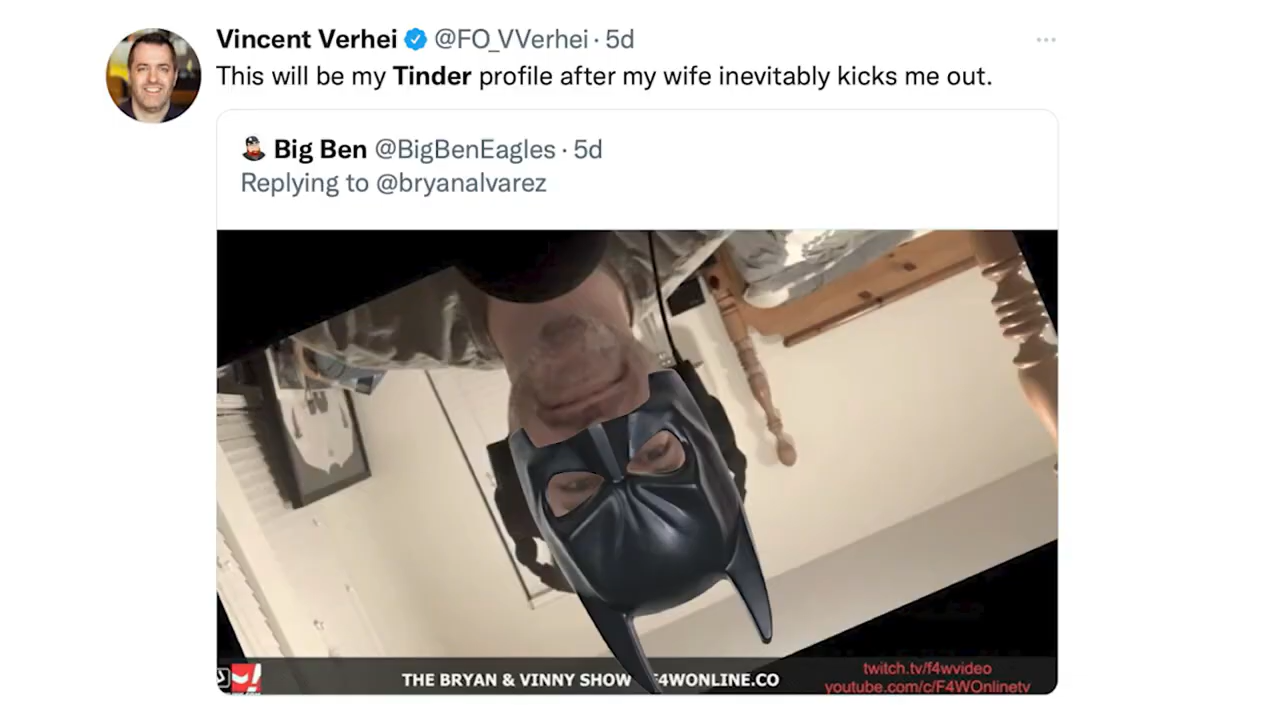 Vincent Verhei @FO_VVerhei · 5d
This will be my Tinder profile after my wife inevitably kicks me out.
Big Ben @BigBenEagles · 5d
Replying to @bryanalvarez
THE BRYAN & VINNY SHOW F4WONLINE.CO
twitch.tv/f4wvideo
youtube.com/c/F4WOnlinetv